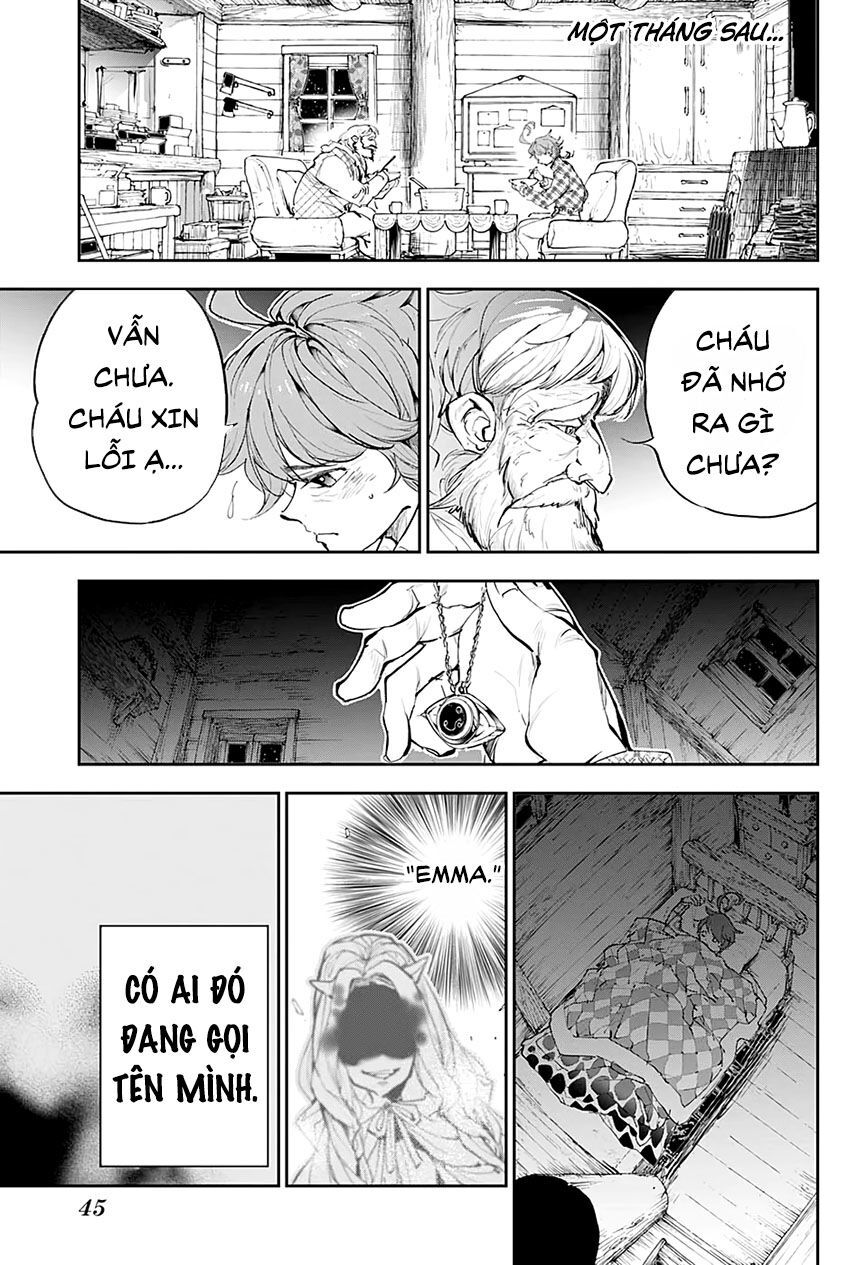 MỘT THÁNG SAU...
CHÁU
ĐÃ NHỚ
RA GÌ
CHƯA?
VẪN
CHƯA.
CHÁU XIN
LỖI Ạ...
"EMMA."
CÓ AI ĐÓ
ĐANG GỌI
TÊN MÌNH.
45